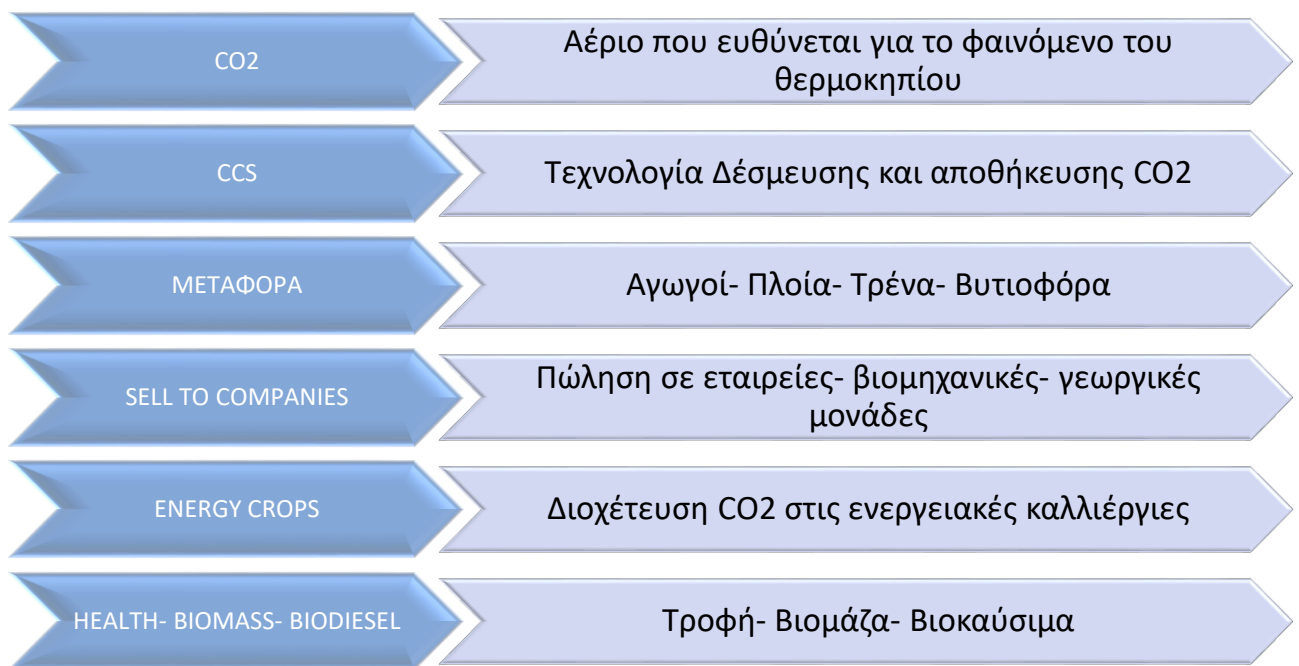 CO2
Αέριο που ευθύνεται για το φαινόμενο του
θερμοκηπίου
CCS
Τεχνολογία Δέσμευσης και αποθήκευσης CO2
ΜΕΤΑΦΟΡΑ
Αγωγοί- Πλοία- Τρένα- Βυτιοφόρα
SELL TO COMPANIES
Πώληση σε εταιρείες- βιομηχανικές- γεωργικές
μονάδες
ENERGY CROPS
Διοχέτευση CO2 στις ενεργειακές καλλιέργιες
HEALTH- BIOMASS- BIODIESEL
Τροφή- Βιομάζα- Βιοκαύσιμα